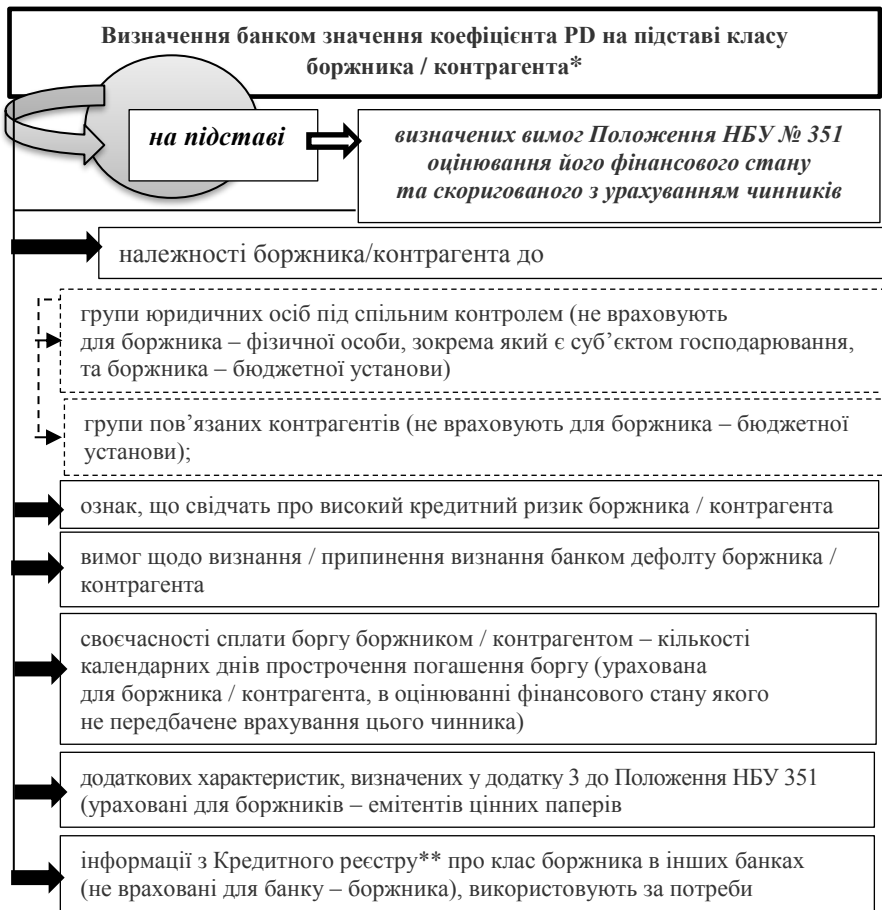 Визначення банком значення коефіцієнта PD на підставі класу
боржника / контрагента*
на підставі
визначених вимог Положення НБУ № 351
оцінювання його фінансового стану
та скоригованого з урахуванням чинників
належності боржника/контрагента до
групи юридичних осіб під спільним контролем (не враховують
для боржника – фізичної особи, зокрема який є суб’єктом господарювання,
та боржника – бюджетної установи)
групи пов’язаних контрагентів (не враховують для боржника – бюджетної
установи);
ознак, що свідчать про високий кредитний ризик боржника / контрагента
вимог щодо визнання / припинення визнання банком дефолту боржника /
контрагента
своєчасності сплати боргу боржником / контрагентом – кількості
календарних днів прострочення погашення боргу (урахована
для боржника / контрагента, в оцінюванні фінансового стану якого
не передбачене врахування цього чинника)
додаткових характеристик, визначених у додатку 3 до Положення НБУ 351
(ураховані для боржників – емітентів цінних паперів
інформації з Кредитного реєстру** про клас боржника в інших банках
(не враховані для банку – боржника), використовують за потреби